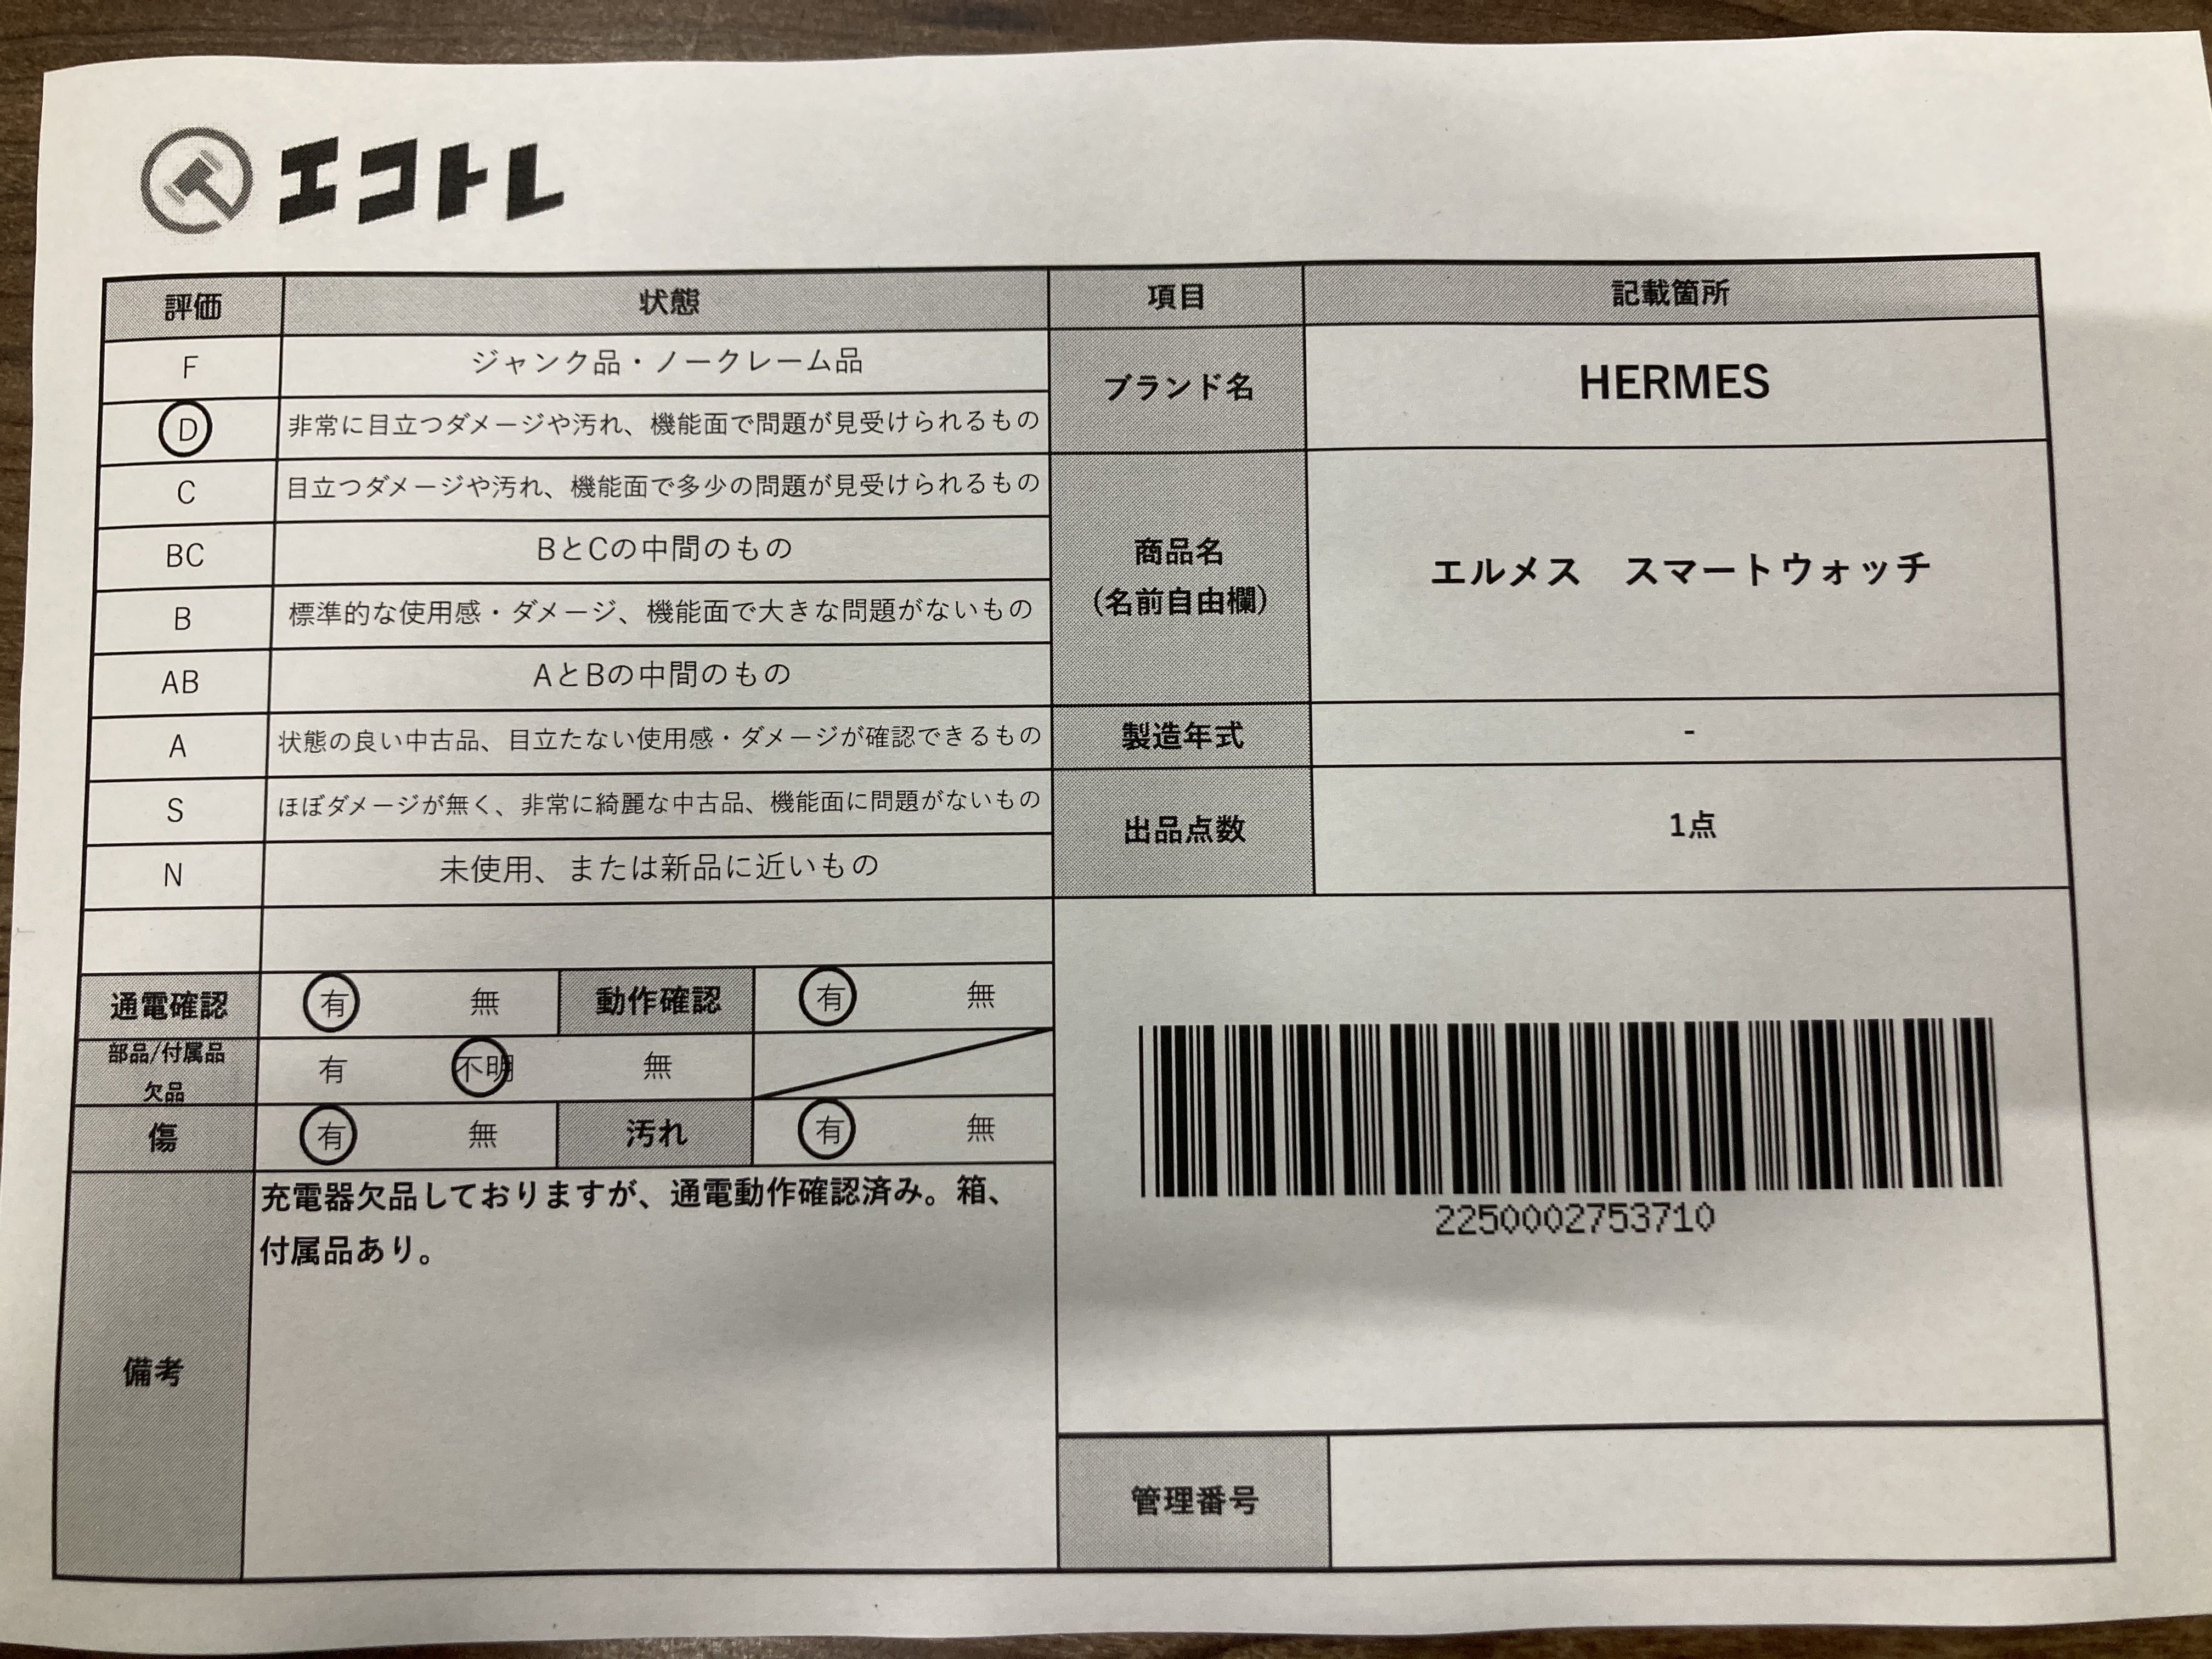 エコトレ
評価 状態 項目 記載箇所
F ジャンク品・ノークレーム品
D 非常に目立つダメージや汚れ、機能面で問題が見受けられるもの
ブランド名 HERMES
C 目立つダメージや汚れ、機能面で多少の問題が見受けられるもの
BC BとCの中間のもの
B 標準的な使用感・ダメージ、機能面で大きな問題がないもの
AB AとBの中間のもの
商品名
(名前自由欄)
エルメス スマートウォッチ
A 状態の良い中古品、目立たない使用感・ダメージが確認できるもの
製造年式 -
S ほぼダメージが無く、非常に綺麗な中古品、機能面に問題がないもの
N 未使用、または新品に近いもの
出品点数 1点
通電確認 有 無 動作確認 有 無
部品/付属品
欠品
有 不明 無
傷 有 無 汚れ 有 無
備考
充電器欠品しておりますが、通電動作確認済み。箱、
付属品あり。
2250002753710
管理番号